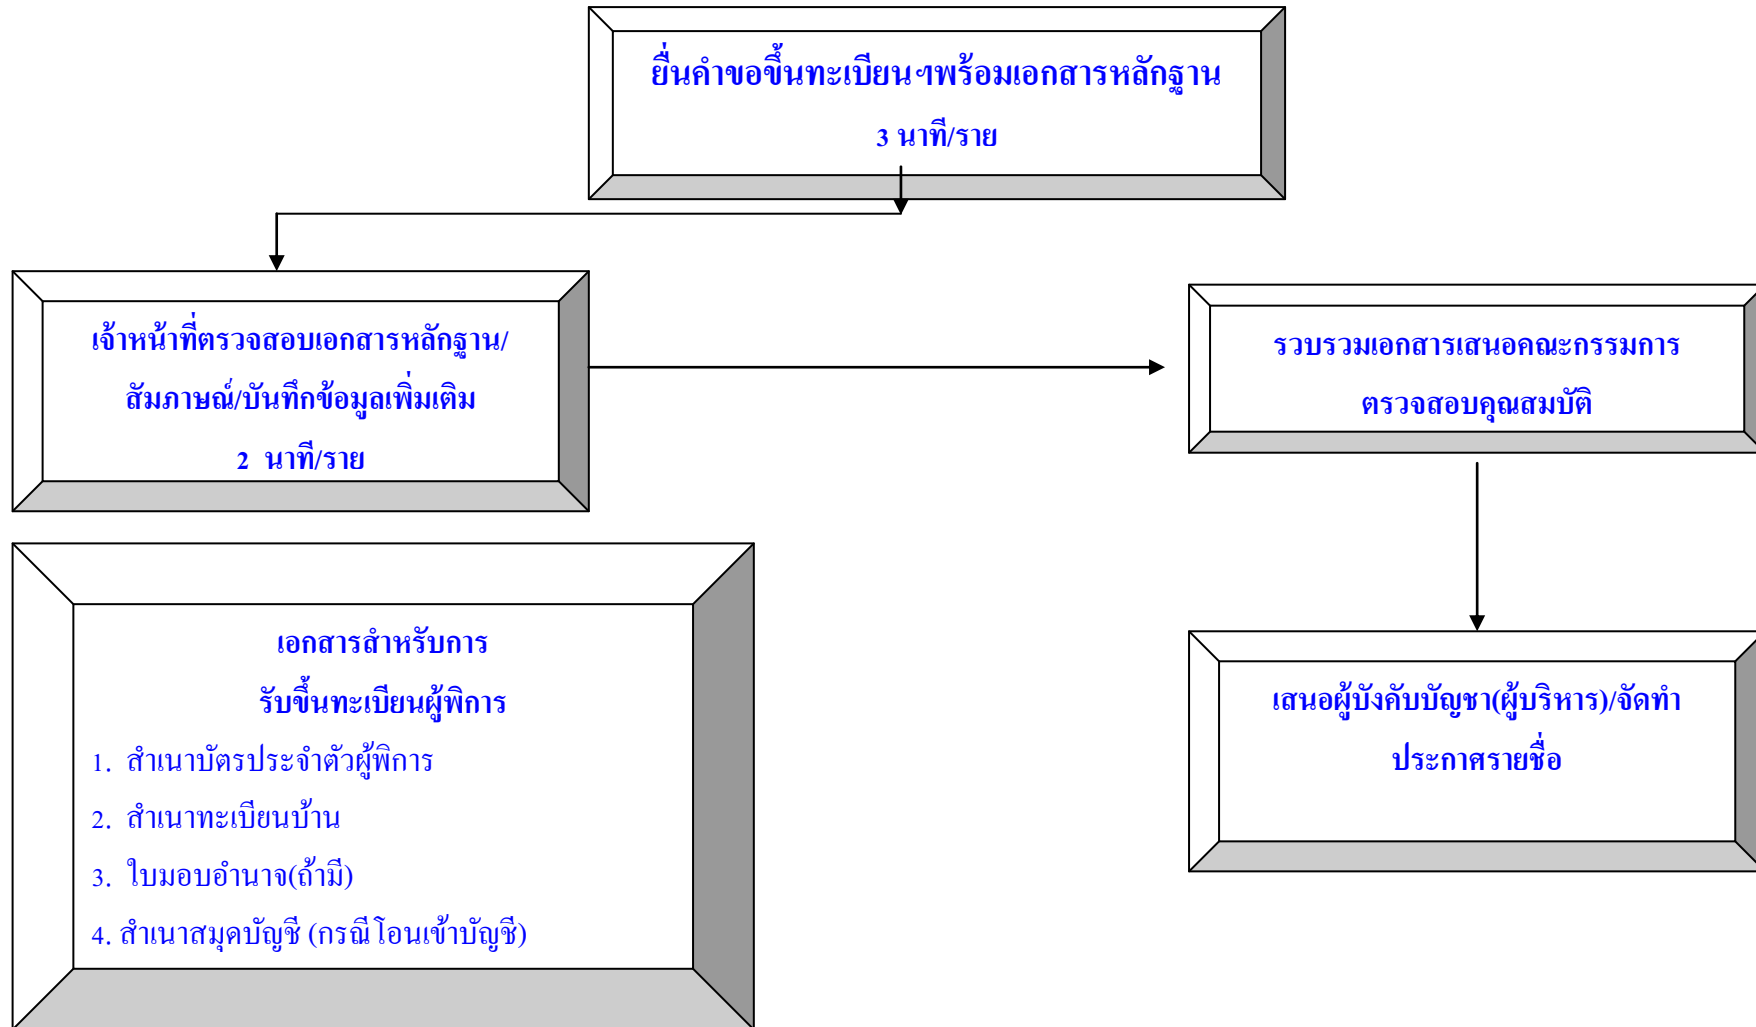 ยื่นคำขอขึ้นทะเบียนฯพร้อมเอกสารหลักฐาน
3 นาที/ราย
เจ้าหน้าที่ตรวจสอบเอกสารหลักฐาน/
สัมภาษณ์/บันทึกข้อมูลเพิ่มเติม
2 นาที/ราย
รวบรวมเอกสารเสนอคณะกรรมการ
ตรวจสอบคุณสมบัติ
เอกสารสำหรับการ
รับขึ้นทะเบียนผู้พิการ
1. สำเนาบัตรประจำตัวผู้พิการ
2. สำเนาทะเบียนบ้าน
3. ใบมอบอำนาจ(ถ้ามี)
4. สำเนาสมุดบัญชี (กรณีโอนเข้าบัญชี)
เสนอผู้บังคับบัญชา(ผู้บริหาร)/จัดทำ
ประกาศรายชื่อ